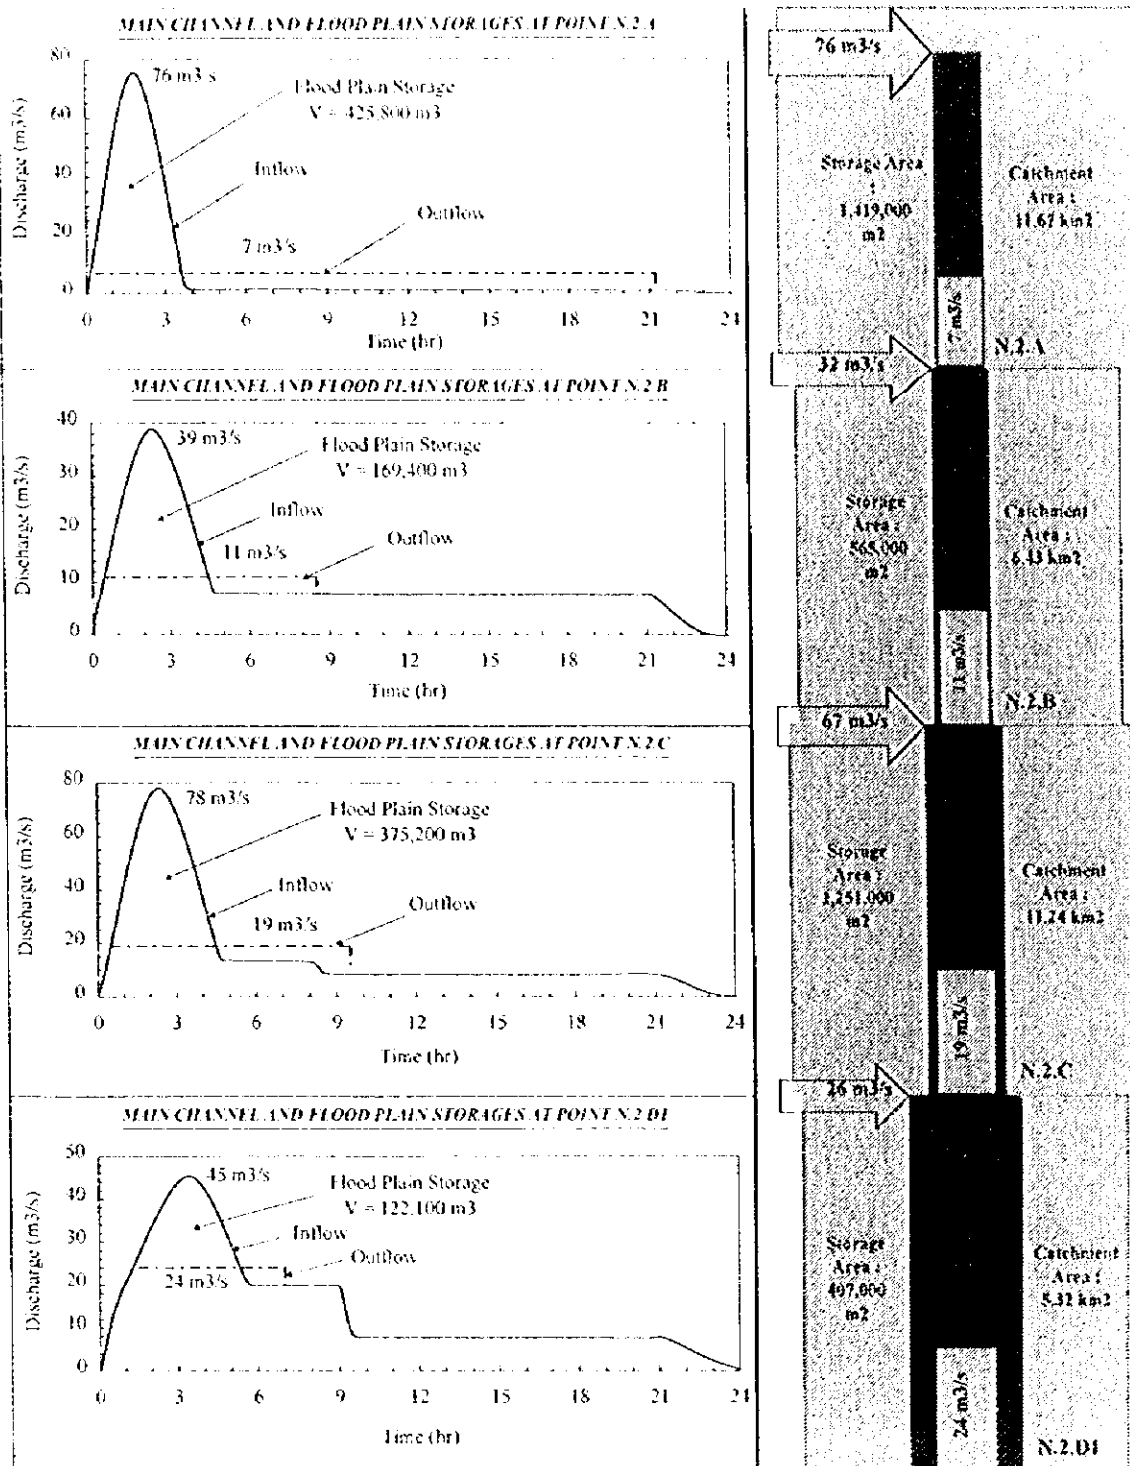 MAIN CHANNEL AND FLOOD PLAIN STORAGES AT POINT N.2.A
80
60
40
20
0
Discharge (m3/s)
76 m3/s
Flood Plain Storage
V = 425,800 m3
Inflow
Outflow
7 m3/s
0 3 6 9 12 15 18 21 24
Time (hr)
MAIN CHANNEL AND FLOOD PLAIN STORAGES AT POINT N.2.B
40
30
20
10
0
Discharge (m3/s)
39 m3/s
Flood Plain Storage
V = 169,400 m3
Inflow
11 m3/s
Outflow
0 3 6 9 12 15 18 21 24
Time (hr)
MAIN CHANNEL AND FLOOD PLAIN STORAGES AT POINT N.2.C
80
60
40
20
0
Discharge (m3/s)
78 m3/s
Flood Plain Storage
V = 375,200 m3
Inflow
19 m3/s
Outflow
0 3 6 9 12 15 18 21 24
Time (hr)
MAIN CHANNEL AND FLOOD PLAIN STORAGES AT POINT N.2.D1
50
40
30
20
10
0
Discharge (m3/s)
45 m3/s
Flood Plain Storage
V = 122,100 m3
Inflow
Outflow
24 m3/s
0 3 6 9 12 15 18 21 24
Time (hr)
76 m3/s
Storage Area
:
1,419,000
m2
Catchment
Area :
11.67 km2
7 m3/s
N.2.A
32 m3/s
Storage
Area :
565,000
m2
Catchment
Area :
6.43 km2
11 m3/s
N.2.B
67 m3/s
Storage
Area :
1,251,000
m2
Catchment
Area :
11.24 km2
19 m3/s
N.2.C
26 m3/s
Storage
Area :
407,000
m2
Catchment
Area :
5.32 km2
24 m3/s
N.2.D1